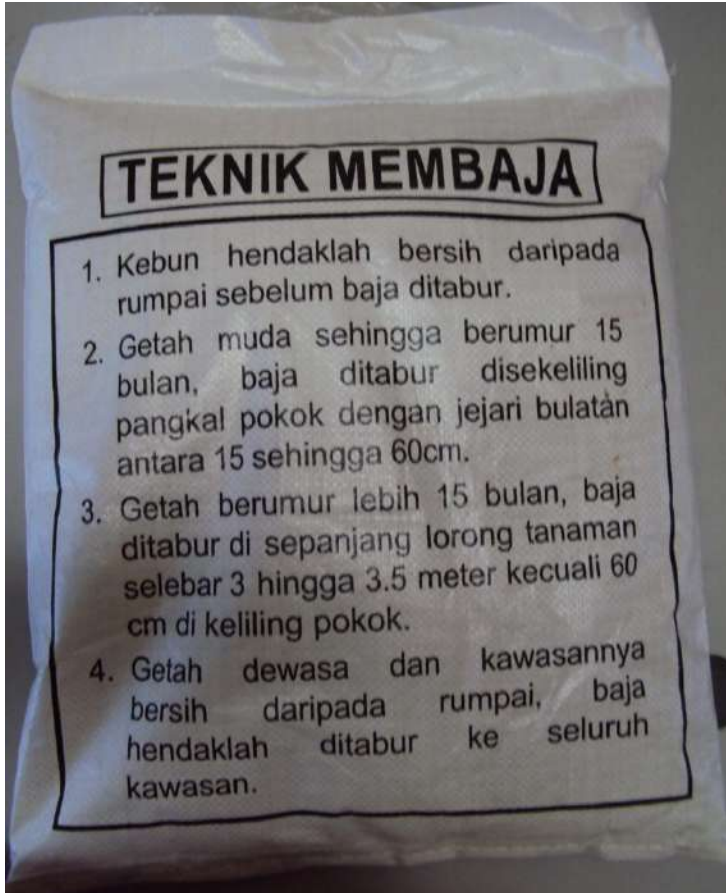 TEKNIK MEMBAJA
1. Kebun hendaklah bersih daripada
rumpai sebelum baja ditabur.
2. Getah muda sehingga berumur 15
bulan, baja ditabur disekeliling
pangkal pokok dengan jejari bulatan
antara 15 sehingga 60cm.
3. Getah berumur lebih 15 bulan, baja
ditabur di sepanjang lorong tanaman
selebar 3 hingga 3.5 meter kecuali 60
cm di keliling pokok.
4. Getah dewasa dan kawasannya
bersih daripada rumpai, baja
hendaklah ditabur ke seluruh
kawasan.